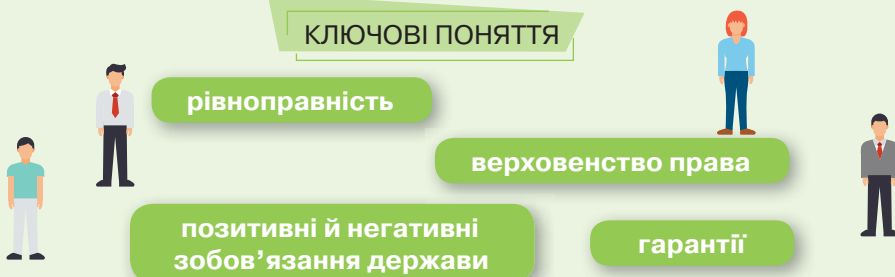 КЛЮЧОВІ ПОНЯТТЯ
рівноправність
верховенство права
позитивні й негативні
зобов’язання держави
гарантії